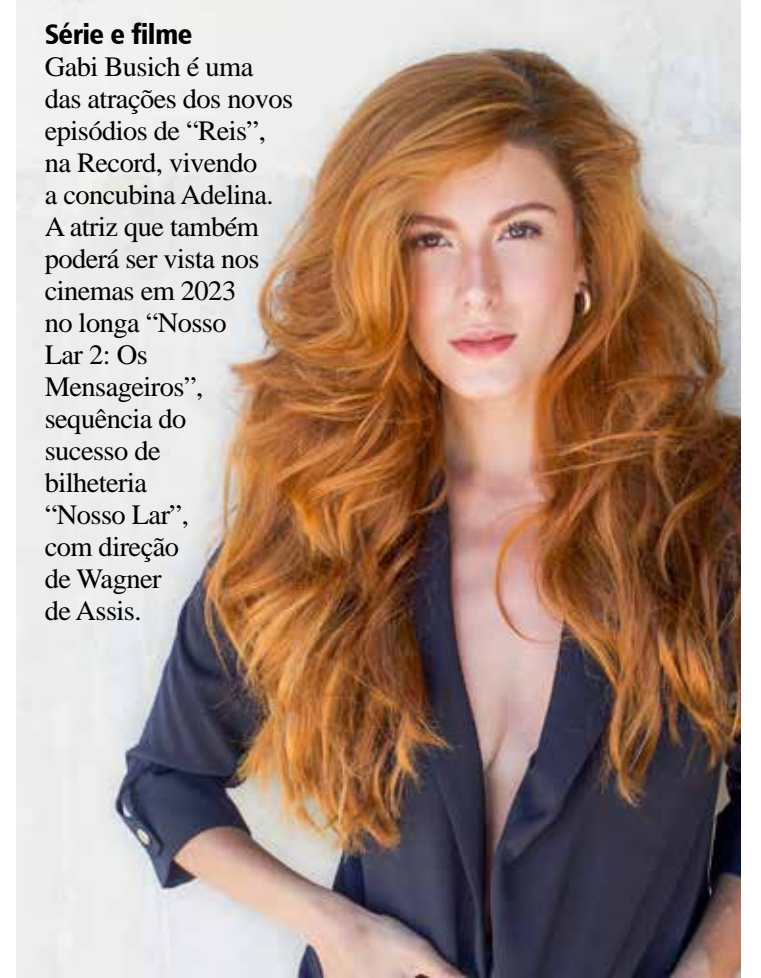 Série e filme
Gabi Busich é uma
das atrações dos novos
episódios de “Reis”,
na Record, vivendo
a concubina Adelina.
A atriz que também
poderá ser vista nos
cinemas em 2023
no longa “Nosso
Lar 2: Os
Mensageiros”,
sequência do
sucesso de
bilheteria
“Nosso Lar”,
com direção
de Wagner
de Assis.